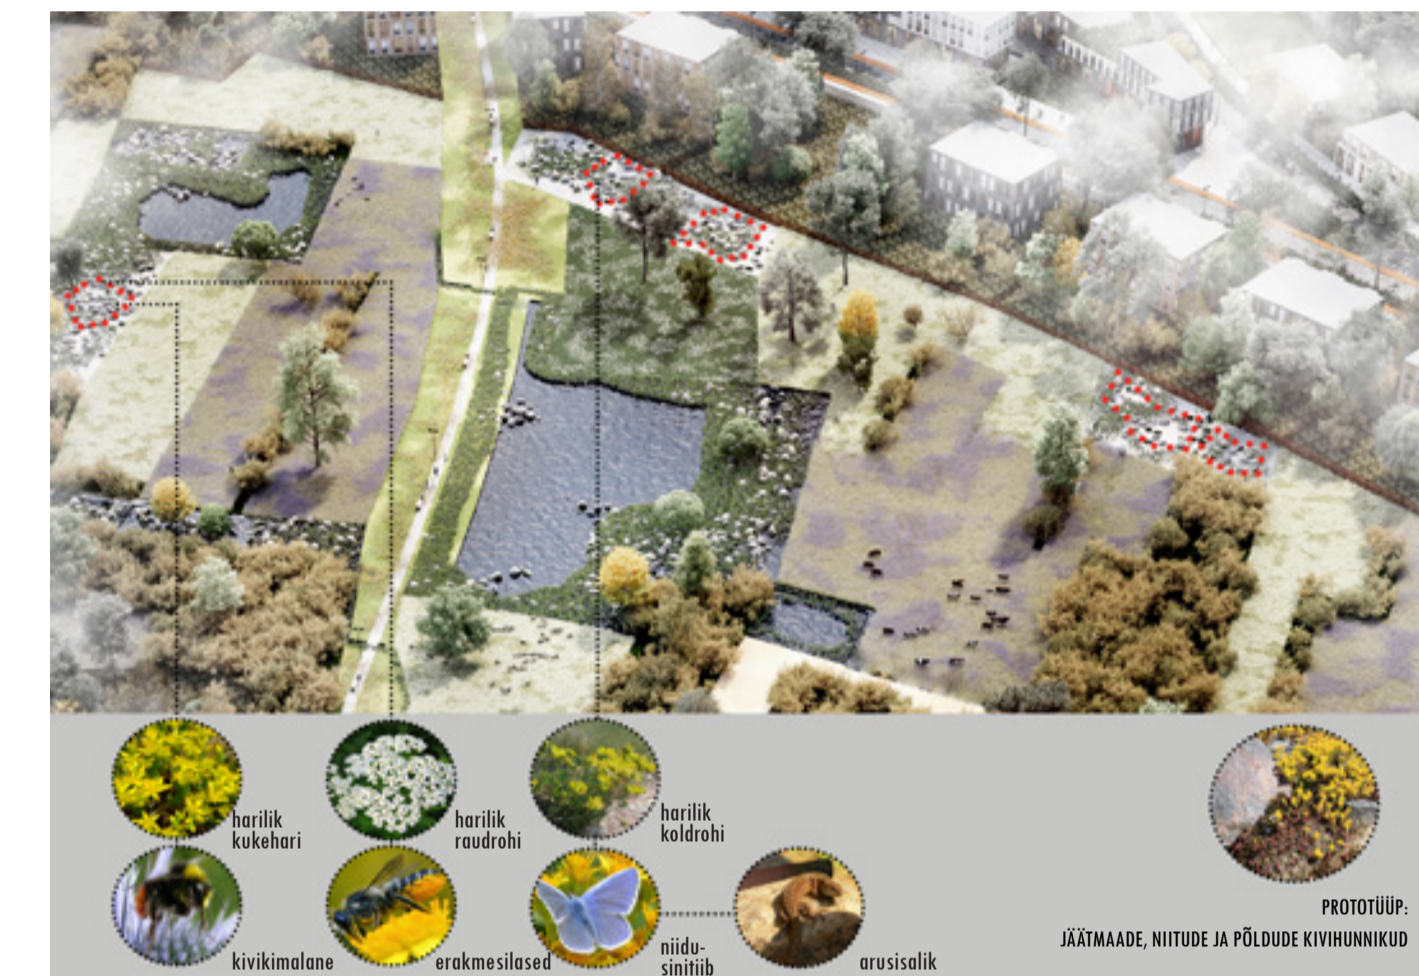 harilik
kukehari
harilik
raudrohi
harilik
koldrohi
kivikimalane
erakmesilased
niidu-
sinitiib
arusisalik
PROTOTÜÜP:
JÄÄTMAADE, NIITUDE JA PÕLDUDE KIVIHUNNIKUD